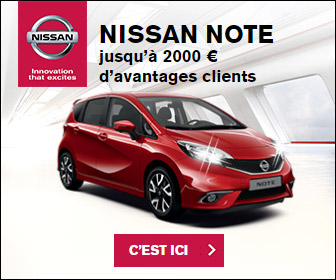 NISSAN
Innovation
that excites
NISSAN NOTE
jusqu’à 2000 €
d’avantages clients
NOTE
C’EST ICI